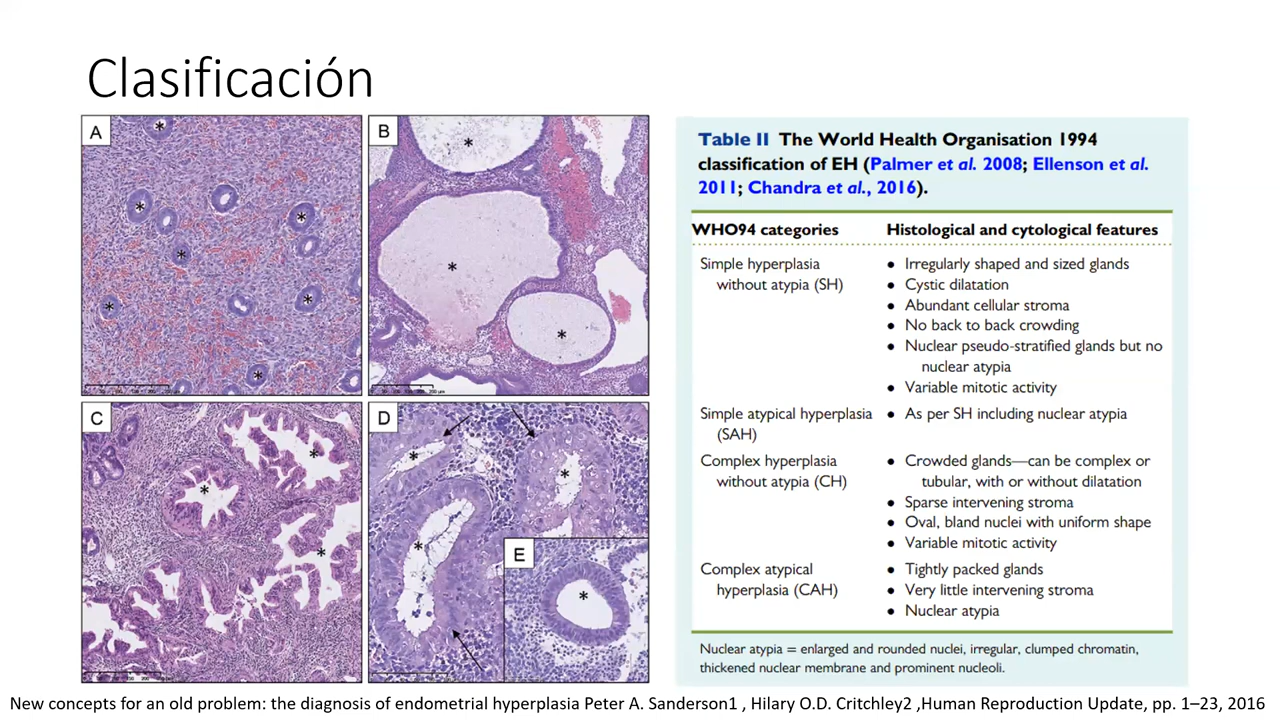 Clasificación
A
B
C
D
E
Table II The World Health Organisation 1994
classification of EH (Palmer et al. 2008; Ellenson et al.
2011; Chandra et al., 2016).
WHO94 categories Histological and cytological features
Simple hyperplasia
without atypia (SH)
• Irregularly shaped and sized glands
• Cystic dilatation
• Abundant cellular stroma
• No back to back crowding
• Nuclear pseudo-stratified glands but no
nuclear atypia
• Variable mitotic activity
Simple atypical hyperplasia
(SAH)
• As per SH including nuclear atypia
Complex hyperplasia
without atypia (CH)
• Crowded glands—can be complex or
tubular, with or without dilatation
• Sparse intervening stroma
• Oval, bland nuclei with uniform shape
• Variable mitotic activity
Complex atypical
hyperplasia (CAH)
• Tightly packed glands
• Very little intervening stroma
• Nuclear atypia
Nuclear atypia = enlarged and rounded nuclei, irregular, clumped chromatin,
thickened nuclear membrane and prominent nucleoli.
New concepts for an old problem: the diagnosis of endometrial hyperplasia Peter A. Sanderson1 , Hilary O.D. Critchley2 ,Human Reproduction Update, pp. 1–23, 2016